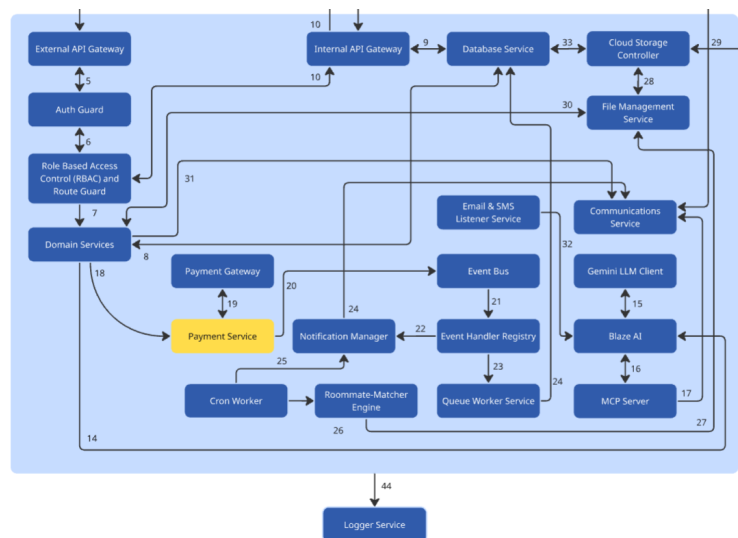 10
External API Gateway
Internal API Gateway
9
Database Service
33
Cloud Storage
Controller
29
5
10
28
Auth Guard
30
File Management
Service
6
Role Based Access
Control (RBAC) and
Route Guard
31
7
Email & SMS
Listener Service
Communications
Service
Domain Services
8
32
18
Payment Gateway
20
Event Bus
Gemini LLM Client
19
24
21
15
Payment Service
Notification Manager
22
Event Handler Registry
Blaze AI
25
23
24
16
Cron Worker
Roommate-Matcher
Engine
Queue Worker Service
MCP Server
17
26
27
14
44
Logger Service